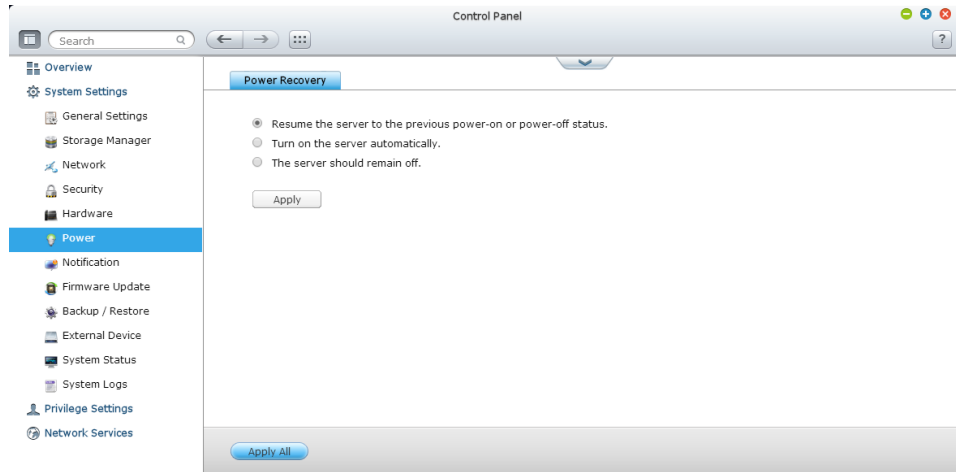 Control Panel
Search
?
Overview
System Settings
General Settings
Storage Manager
Network
Security
Hardware
Power
Notification
Firmware Update
Backup / Restore
External Device
System Status
System Logs
Privilege Settings
Network Services
Power Recovery
Resume the server to the previous power-on or power-off status.
Turn on the server automatically.
The server should remain off.
Apply
Apply All